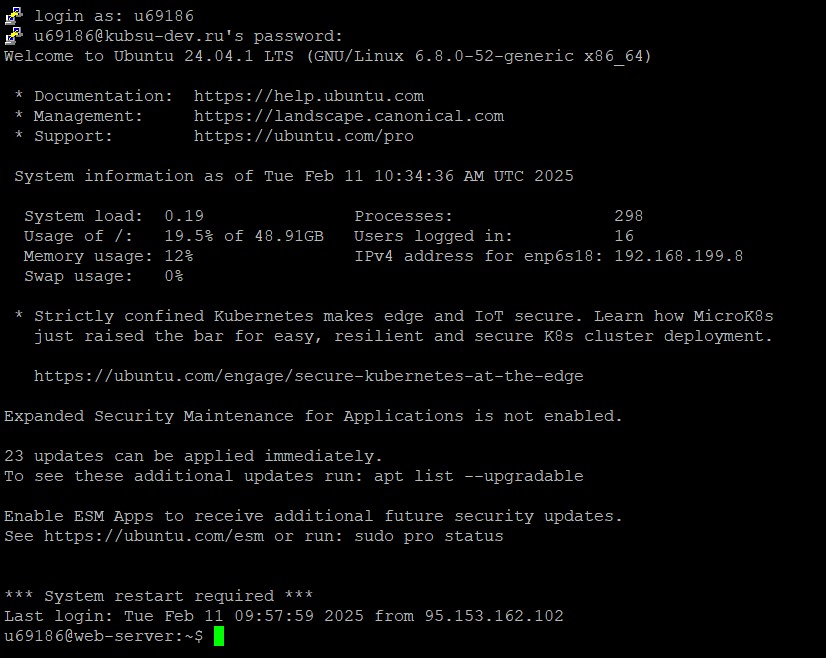 login as: u69186
u69186@kubsu-dev.ru's password:
Welcome to Ubuntu 24.04.1 LTS (GNU/Linux 6.8.0-52-generic x86_64)
* Documentation:  https://help.ubuntu.com
* Management:     https://landscape.canonical.com
* Support:        https://ubuntu.com/pro
System information as of Tue Feb 11 10:34:36 AM UTC 2025
System load:  0.19               Processes:                298
Usage of /:   19.5% of 48.91GB   Users logged in:          16
Memory usage: 12%                IPv4 address for enp6s18: 192.168.199.8
Swap usage:   0%
* Strictly confined Kubernetes makes edge and IoT secure. Learn how MicroK8s
just raised the bar for easy, resilient and secure K8s cluster deployment.
https://ubuntu.com/engage/secure-kubernetes-at-the-edge
Expanded Security Maintenance for Applications is not enabled.
23 updates can be applied immediately.
To see these additional updates run: apt list --upgradable
Enable ESM Apps to receive additional future security updates.
See https://ubuntu.com/esm or run: sudo pro status
*** System restart required ***
Last login: Tue Feb 11 09:57:59 2025 from 95.153.162.102
u69186@web-server:~$